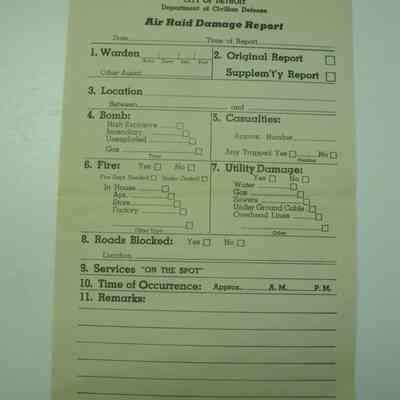 CITY OF DETROIT
Department of Civilian Defense
Air Raid Damage Report
Date Time of Report
1. Warden
2. Original Report
Other Agent
Supplem't'y Report
3. Location
Between and
4. Bomb:
5. Casualties:
High Explosive
Incendiary
Approx. Number
Unexploded
Gas
Any Trapped Yes No
Type
Number
6. Fire: Yes No
7. Utility Damage:
Yes No
Fire Dept. Needed Under Control
Water
In House
Gas
Apt.
Sewers
Store
Under Ground Cable
Factory
Overhead Lines
Other Type
Other
8. Roads Blocked: Yes No
Location
9. Services "ON THE SPOT"
10. Time of Occurrence: Approx. A. M. P. M.
11. Remarks: